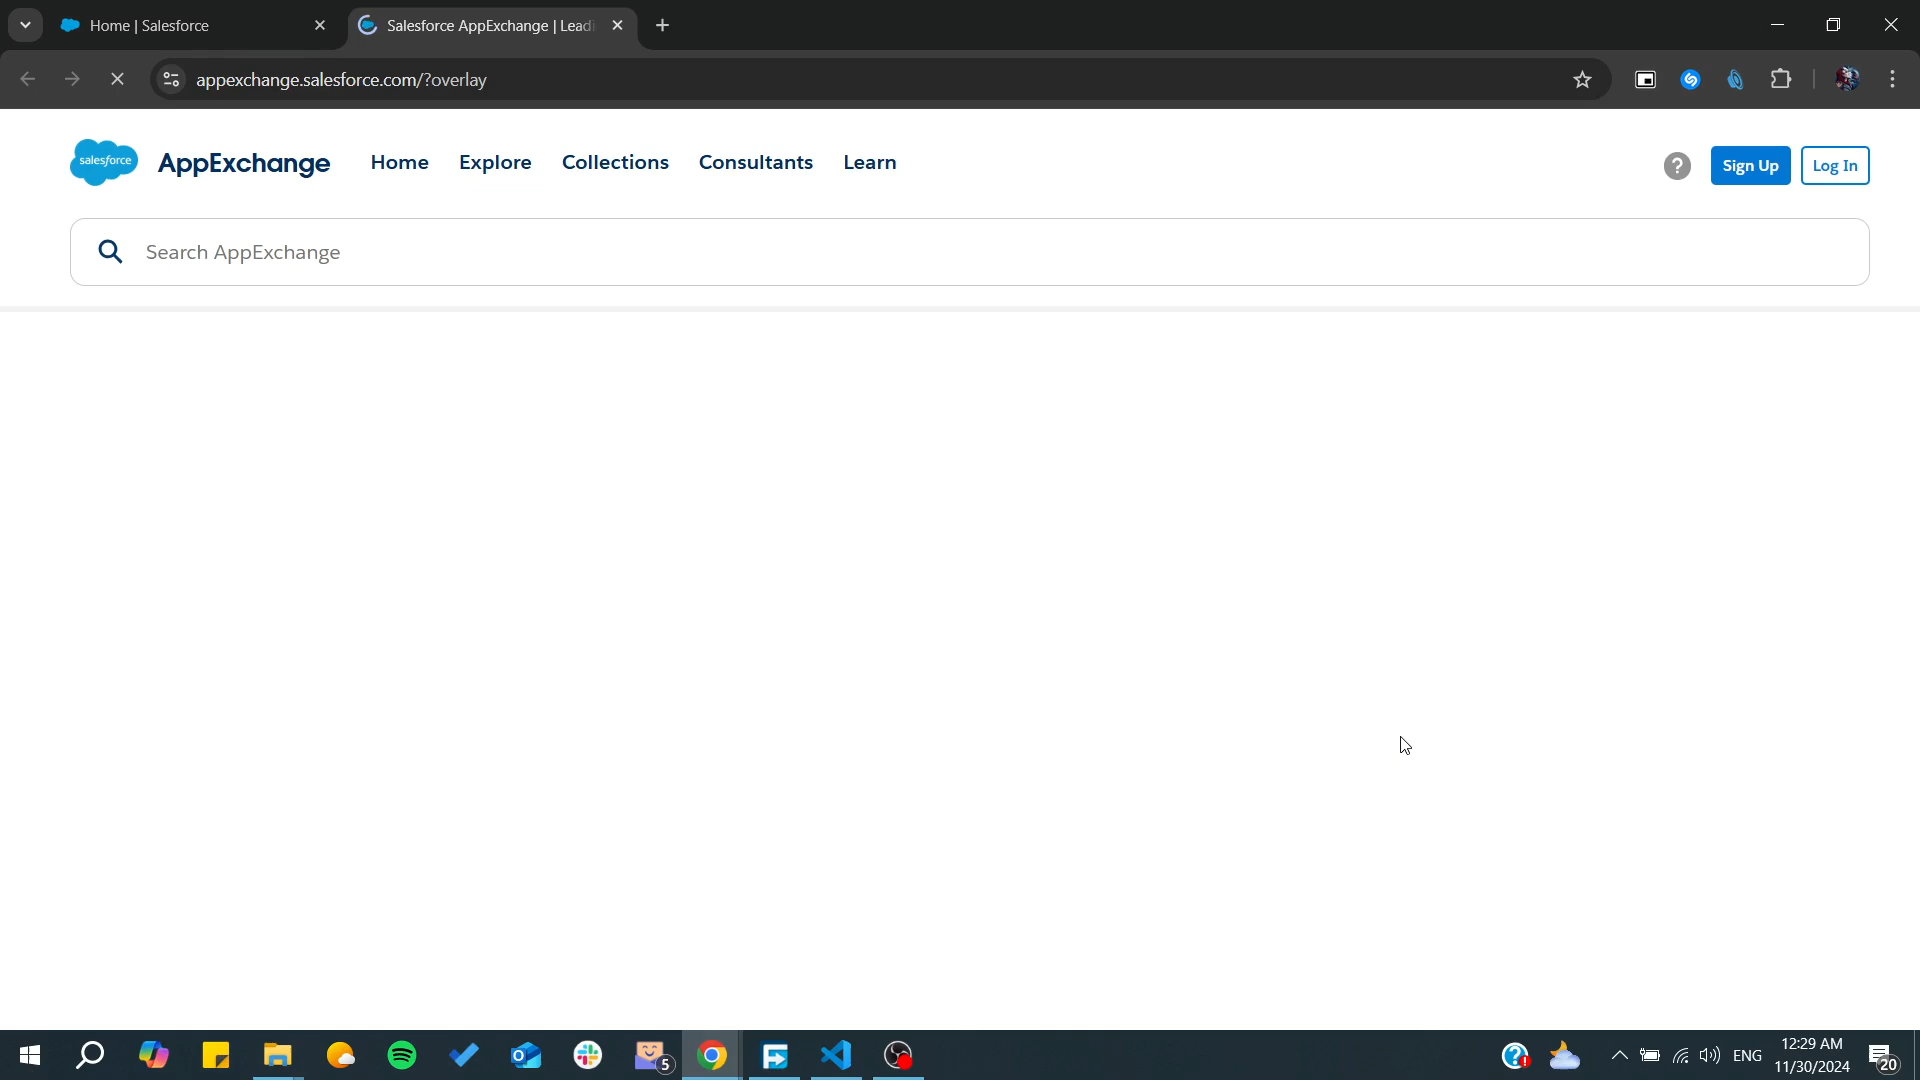 Home | Salesforce
Salesforce AppExchange | Leadi
appexchange.salesforce.com/?overlay
salesforce
AppExchange
Home
Explore
Collections
Consultants
Learn
?
Sign Up
Log In
Search AppExchange
5
ENG
12:29 AM
11/30/2024
20